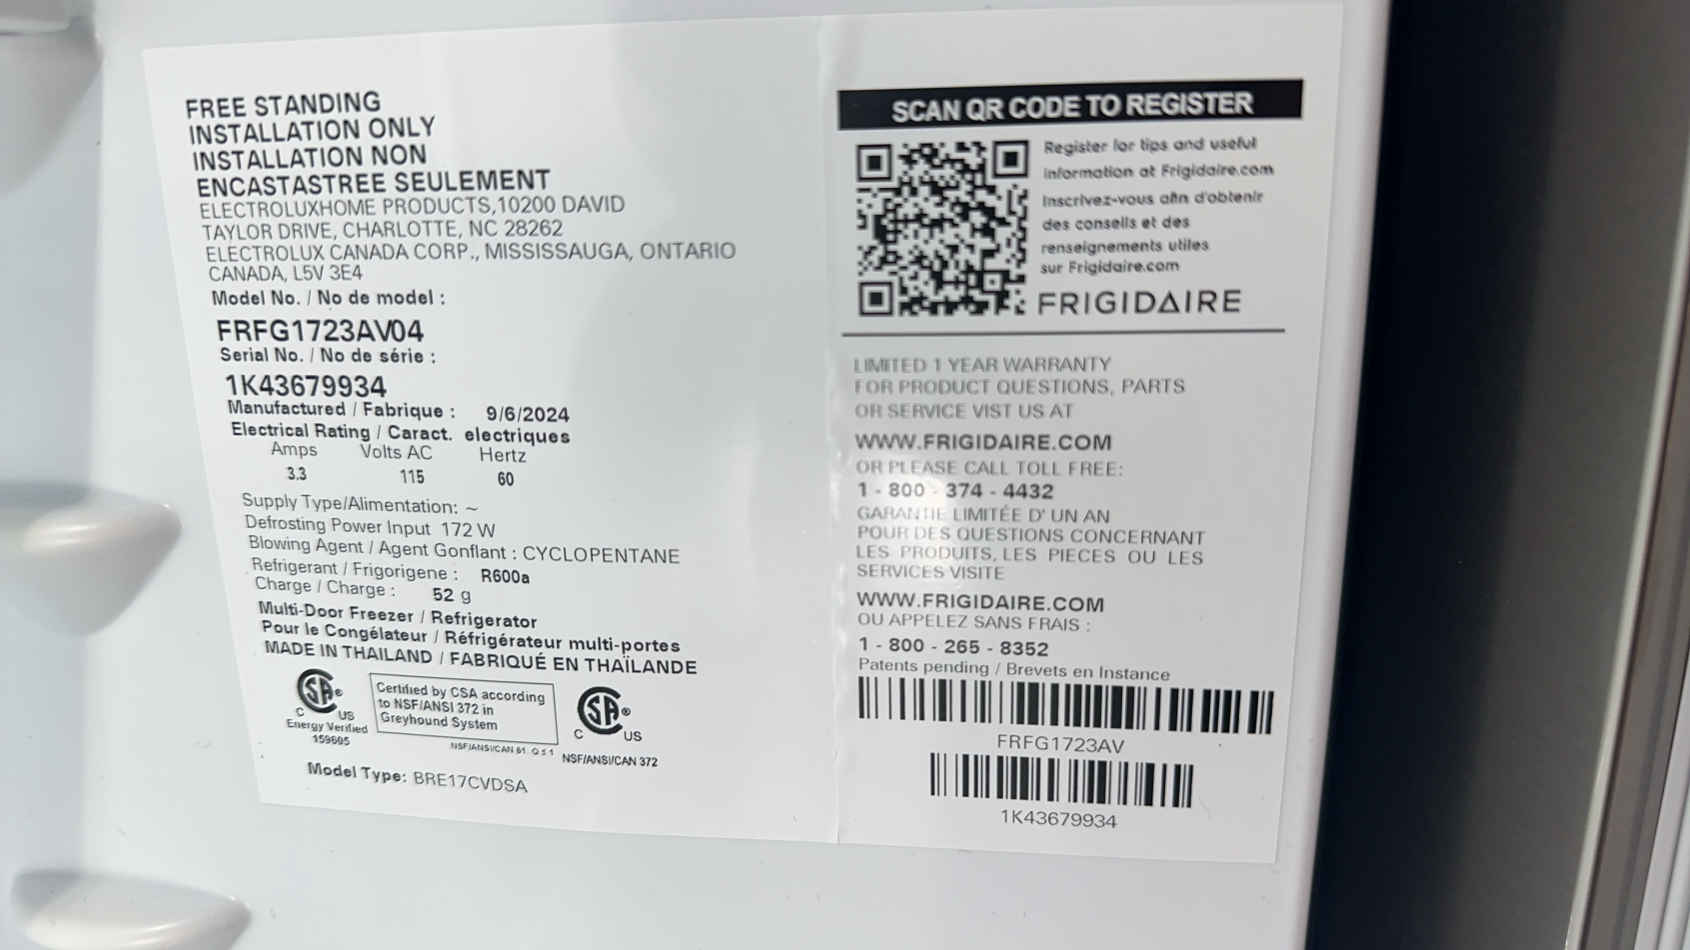 FREE STANDING
INSTALLATION ONLY
INSTALLATION NON
ENCASTASTREE SEULEMENT
ELECTROLUXHOME PRODUCTS,10200 DAVID
TAYLOR DRIVE, CHARLOTTE, NC 28262
ELECTROLUX CANADA CORP., MISSISSAUGA, ONTARIO
CANADA, L5V 3E4
Model No. / No de model :
FRFG1723AV04
Serial No. / No de série :
1K43679934
Manufactured / Fabrique : 9/6/2024
Electrical Rating / Caract. electriques
Amps Volts AC Hertz
3.3 115 60
Supply Type/Alimentation: ~
Defrosting Power Input 172 W
Blowing Agent / Agent Gonflant : CYCLOPENTANE
Refrigerant / Frigorigene : R600a
Charge / Charge : 52 g
Multi-Door Freezer / Refrigerator
Pour le Congélateur / Réfrigérateur multi-portes
MADE IN THAILAND / FABRIQUÉ EN THAÏLANDE
SA ®
C US
Energy Verified
159605
Certified by CSA according
to NSF/ANSI 372 in
Greyhound System
NSF/ANSI/CAN 61: Q ≤ 1
SA ®
C US
NSF/ANSI/CAN 372
Model Type: BRE17CVDSA
SCAN QR CODE TO REGISTER
Register for tips and useful
information at Frigidaire.com
Inscrivez-vous afin d'obtenir
des conseils et des
renseignements utiles
sur Frigidaire.com
FRIGIDAIRE
LIMITED 1 YEAR WARRANTY
FOR PRODUCT QUESTIONS, PARTS
OR SERVICE VIST US AT
WWW.FRIGIDAIRE.COM
OR PLEASE CALL TOLL FREE:
1 - 800 - 374 - 4432
GARANTIE LIMITÉE D' UN AN
POUR DES QUESTIONS CONCERNANT
LES PRODUITS, LES PIECES OU LES
SERVICES VISITE
WWW.FRIGIDAIRE.COM
OU APPELEZ SANS FRAIS :
1 - 800 - 265 - 8352
Patents pending / Brevets en Instance
FRFG1723AV
1K43679934